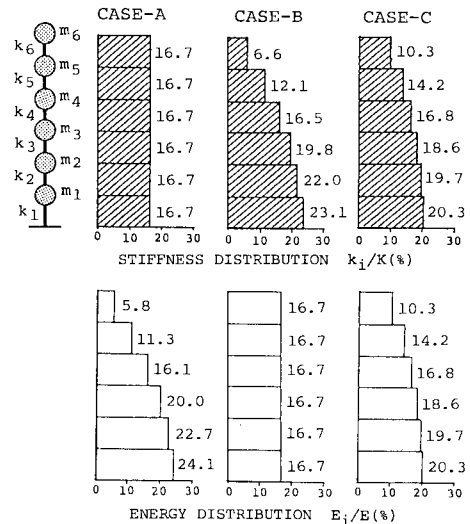 CASE-A CASE-B CASE-C
k6 m6 16.7 6.6 10.3
k5 m5 16.7 12.1 14.2
k4 m4 16.7 16.5 16.8
k3 m3 16.7 19.8 18.6
k2 m2 16.7 22.0 19.7
k1 m1 16.7 23.1 20.3
0 10 20 30 0 10 20 30 0 10 20 30
STIFFNESS DISTRIBUTION ki/K(%)
5.8 16.7 10.3
11.3 16.7 14.2
16.1 16.7 16.8
20.0 16.7 18.6
22.7 16.7 19.7
24.1 16.7 20.3
0 10 20 30 0 10 20 30 0 10 20 30
ENERGY DISTRIBUTION Ei/E(%)